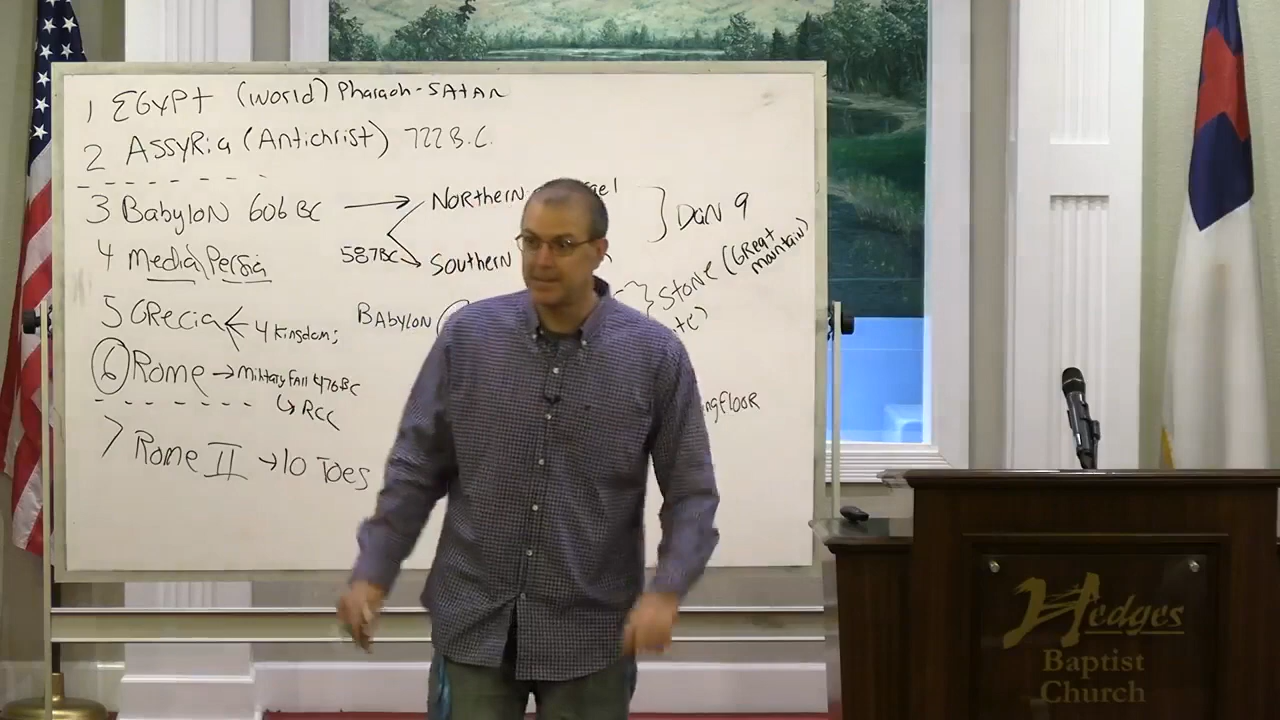 1 EGYPt (World) Pharaoh-SAtAN
2 ASSYRia (Antichrist) 722 B.C.
3 BabyloN 606 BC → NoRtherN
587BC SoutherN
} DaN 9
4 Media\Persia
5 GRecia 4 Kingdoms
BAbyloN
StoNe (GReat mountain)
6 Rome → Military Fall 476BC
↳ RCC
7 Rome II → 10 Toes
Hedges
Baptist
Church